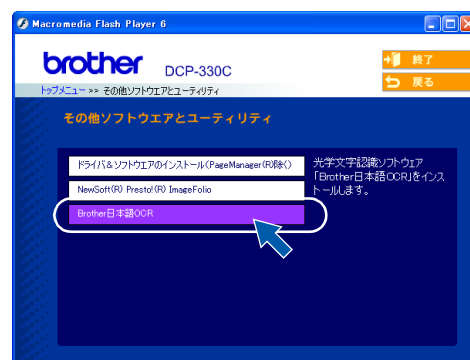 Macromedia Flash Player 6
brother DCP-330C
終了
戻る
トップメニュー >> その他ソフトウエアとユーティリティ
その他ソフトウエアとユーティリティ
ドライバ&ソフトウエアのインストール(PageManager(R)除く)
NewSoft(R) Presto!(R) ImageFolio
Brother日本語OCR
光学文字認識ソフトウェア
「Brother日本語OCR」をインス
トールします。